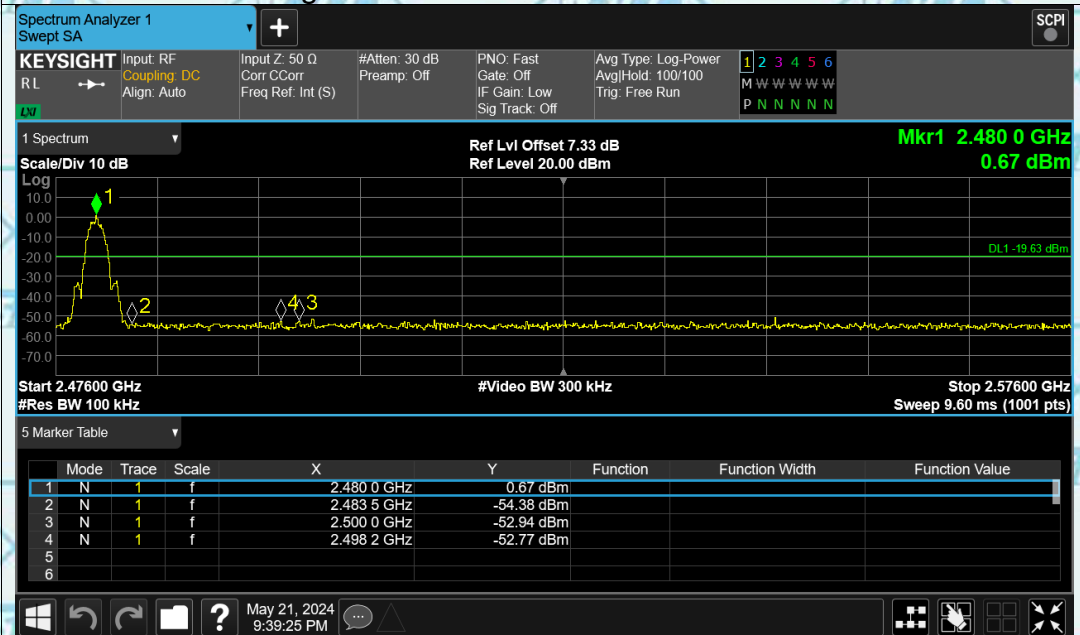 Spectrum Analyzer 1
Swept SA
+
SCPI
KEYSIGHT
RL
LXI
Input: RF
Coupling: DC
Align: Auto
Input Z: 50 Ω
Corr CCorr
Freq Ref: Int (S)
#Atten: 30 dB
Preamp: Off
PNO: Fast
Gate: Off
IF Gain: Low
Sig Track: Off
Avg Type: Log-Power
Avg|Hold: 100/100
Trig: Free Run
1 2 3 4 5 6
M W W W W W
P N N N N N
1 Spectrum
Scale/Div 10 dB
Log
Ref Lvl Offset 7.33 dB
Ref Level 20.00 dBm
Mkr1 2.480 0 GHz
0.67 dBm
10.0
0.00
-10.0
-20.0
-30.0
-40.0
-50.0
-60.0
-70.0
1
2
4 3
DL1 -19.63 dBm
Start 2.47600 GHz
#Res BW 100 kHz
#Video BW 300 kHz
Stop 2.57600 GHz
Sweep 9.60 ms (1001 pts)
5 Marker Table
Mode Trace Scale X Y Function Function Width Function Value
1 N 1 f 2.480 0 GHz 0.67 dBm
2 N 1 f 2.483 5 GHz -54.38 dBm
3 N 1 f 2.500 0 GHz -52.94 dBm
4 N 1 f 2.498 2 GHz -52.77 dBm
5
6
?
May 21, 2024
9:39:25 PM